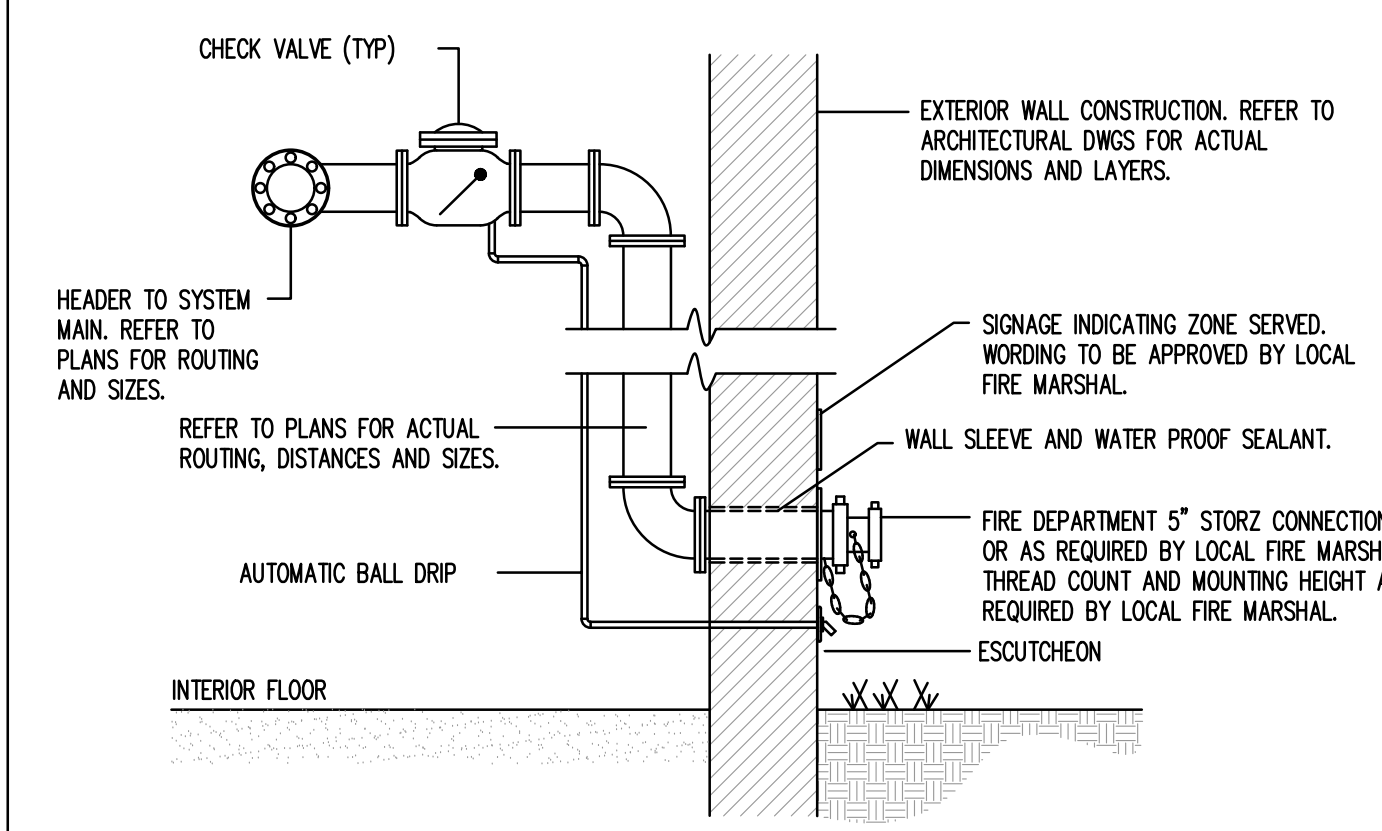 CHECK VALVE (TYP)
EXTERIOR WALL CONSTRUCTION. REFER TO
ARCHITECTURAL DWGS FOR ACTUAL
DIMENSIONS AND LAYERS.
HEADER TO SYSTEM
MAIN. REFER TO
PLANS FOR ROUTING
AND SIZES.
SIGNAGE INDICATING ZONE SERVED.
WORDING TO BE APPROVED BY LOCAL
FIRE MARSHAL.
REFER TO PLANS FOR ACTUAL
ROUTING, DISTANCES AND SIZES.
WALL SLEEVE AND WATER PROOF SEALANT.
FIRE DEPARTMENT 5" STORZ CONNECTION
OR AS REQUIRED BY LOCAL FIRE MARSH
THREAD COUNT AND MOUNTING HEIGHT A
REQUIRED BY LOCAL FIRE MARSHAL.
AUTOMATIC BALL DRIP
ESCUTCHEON
INTERIOR FLOOR